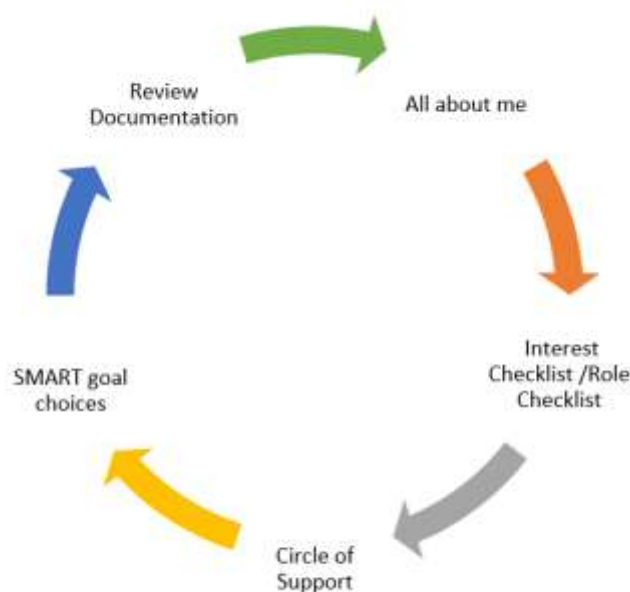 Review
Documentation
All about me
Interest
Checklist /Role
Checklist
SMART goal
choices
Circle of
Support